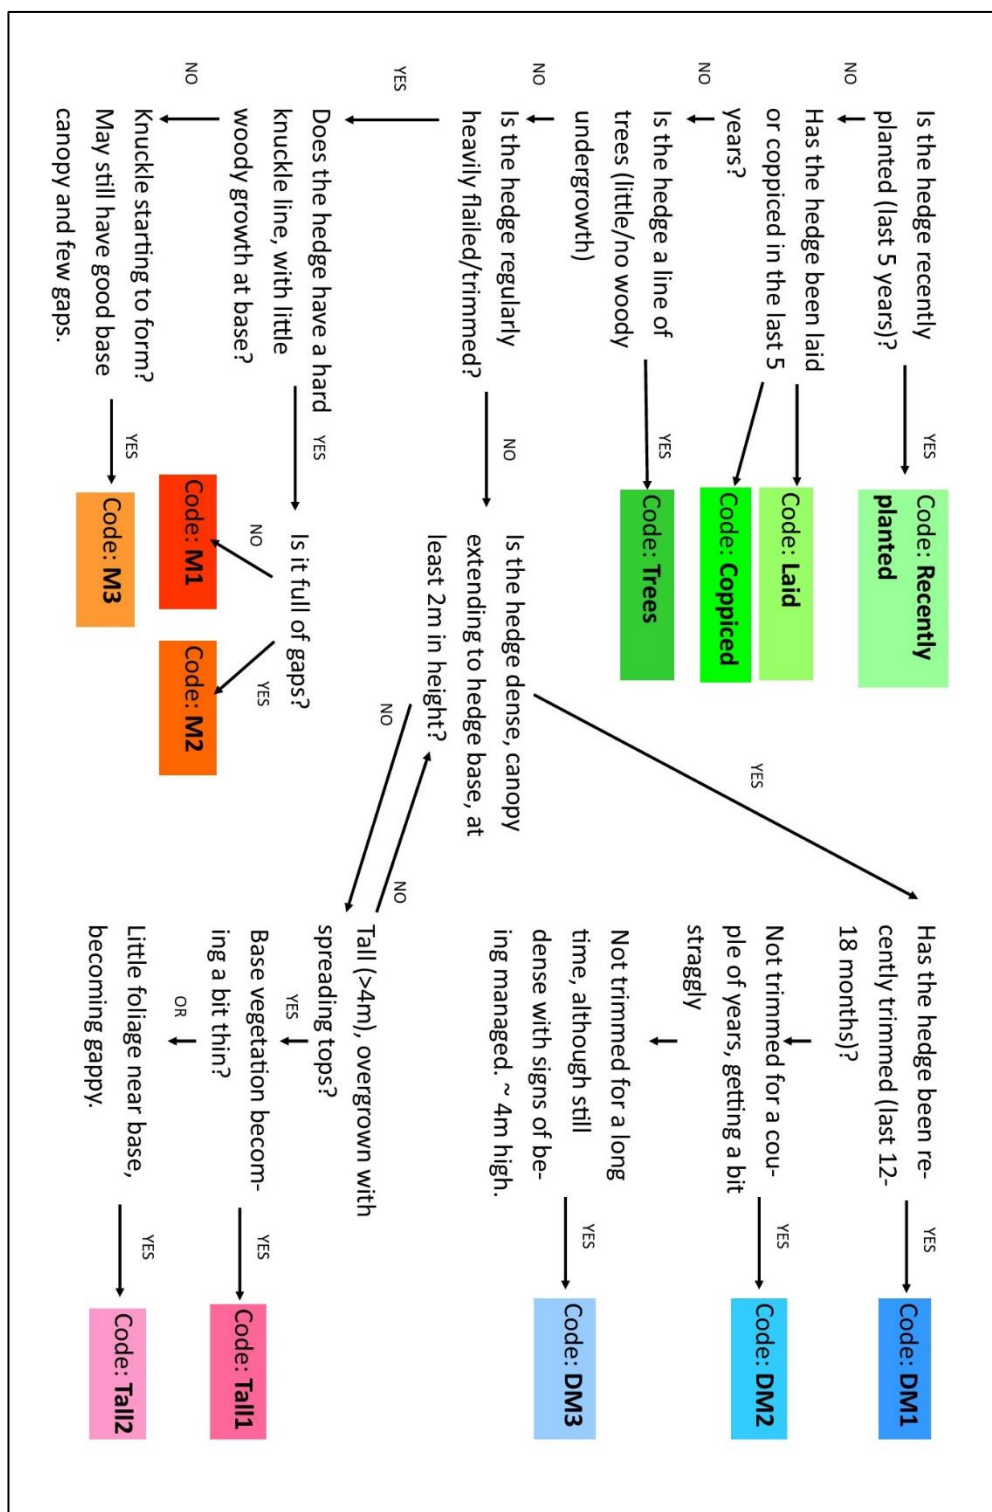 Is the hedge recently
planted (last 5 years)?
YES
Code: Recently
planted
NO
Has the hedge been laid
or coppiced in the last 5
years?
Code: Laid
Code: Coppiced
NO
Is the hedge a line of
trees (little/no woody
undergrowth)
YES
Code: Trees
NO
Is the hedge regularly
heavily flailed/trimmed?
NO
Is the hedge dense, canopy
extending to hedge base, at
least 2m in height?
YES
Has the hedge been re-
cently trimmed (last 12-
18 months)?
YES
Code: DM1
Not trimmed for a cou-
ple of years, getting a bit
straggly
YES
Code: DM2
Not trimmed for a long
time, although still
dense with signs of be-
ing managed. ~ 4m high.
YES
Code: DM3
NO
NO
Tall (>4m), overgrown with
spreading tops?
YES
Base vegetation becom-
ing a bit thin?
YES
Code: Tall1
OR
Little foliage near base,
becoming gappy.
YES
Code: Tall2
YES
Does the hedge have a hard
knuckle line, with little
woody growth at base?
YES
Is it full of gaps?
NO
Code: M1
YES
Code: M2
NO
Knuckle starting to form?
May still have good base
canopy and few gaps.
YES
Code: M3